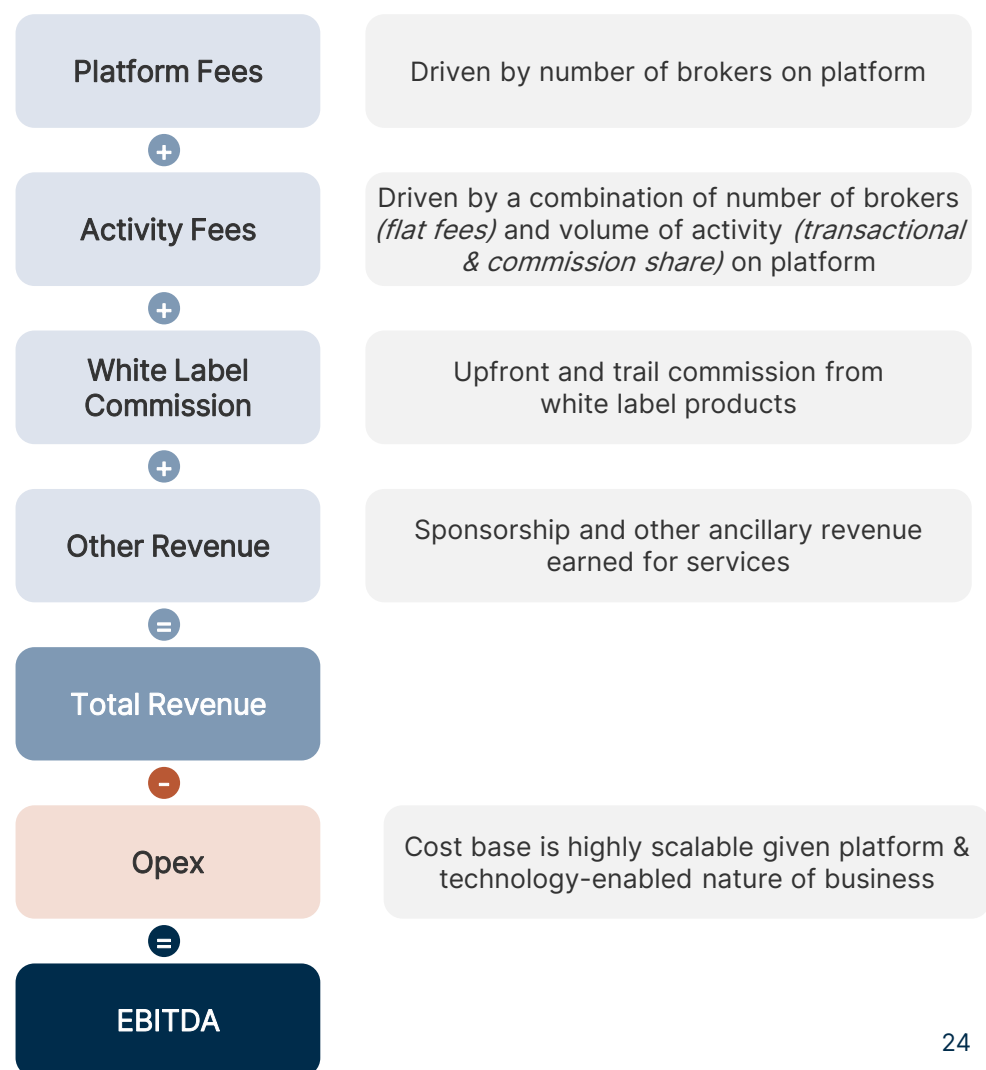 Platform Fees
Driven by number of brokers on platform
+
Activity Fees
Driven by a combination of number of brokers
(flat fees) and volume of activity (transactional
& commission share) on platform
+
White Label
Commission
Upfront and trail commission from
white label products
+
Other Revenue
Sponsorship and other ancillary revenue
earned for services
=
Total Revenue
-
Opex
Cost base is highly scalable given platform &
technology-enabled nature of business
=
EBITDA
24